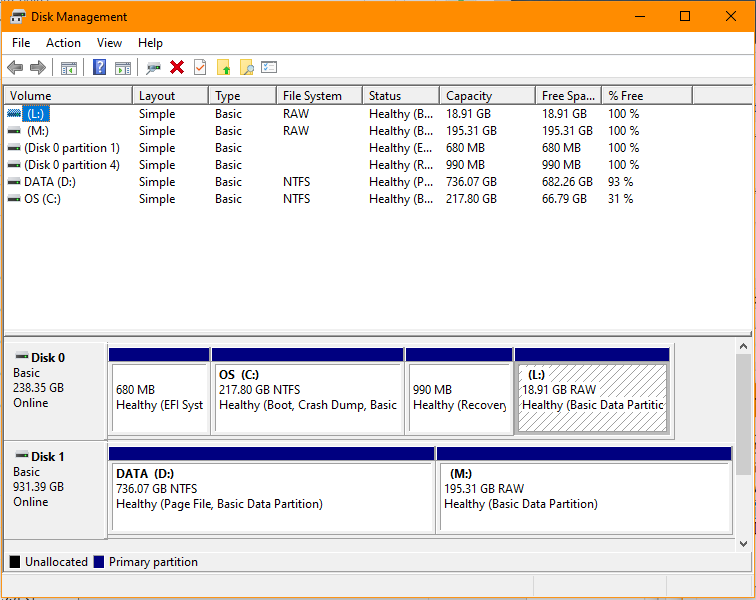 Disk Management
File Action View Help
Volume Layout Type File System Status Capacity Free Spa... % Free
(L:) Simple Basic RAW Healthy (B... 18.91 GB 18.91 GB 100 %
(M:) Simple Basic RAW Healthy (B... 195.31 GB 195.31 GB 100 %
(Disk 0 partition 1) Simple Basic Healthy (E... 680 MB 680 MB 100 %
(Disk 0 partition 4) Simple Basic Healthy (R... 990 MB 990 MB 100 %
DATA (D:) Simple Basic NTFS Healthy (P... 736.07 GB 682.26 GB 93 %
OS (C:) Simple Basic NTFS Healthy (B... 217.80 GB 66.79 GB 31 %
Disk 0
Basic
238.35 GB
Online
680 MB
Healthy (EFI Syst
OS (C:)
217.80 GB NTFS
Healthy (Boot, Crash Dump, Basic
990 MB
Healthy (Recovery
(L:)
18.91 GB RAW
Healthy (Basic Data Partitic
Disk 1
Basic
931.39 GB
Online
DATA (D:)
736.07 GB NTFS
Healthy (Page File, Basic Data Partition)
(M:)
195.31 GB RAW
Healthy (Basic Data Partition)
Unallocated Primary partition